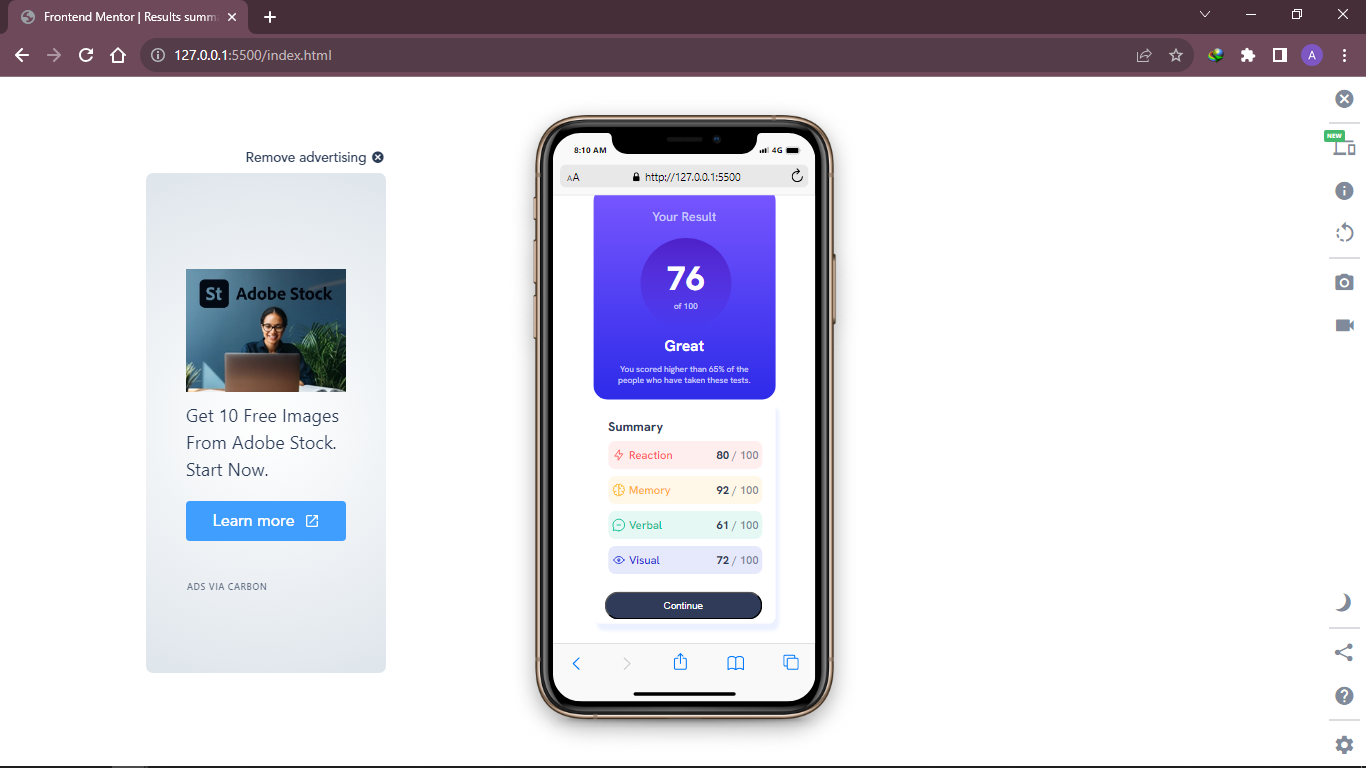 Frontend Mentor | Results summ
127.0.0.1:5500/index.html
A
Remove advertising
St Adobe Stock
Get 10 Free Images
From Adobe Stock.
Start Now.
Learn more
ADS VIA CARBON
8:10 AM
4G
AA
http://127.0.0.1:5500
Your Result
76
of 100
Great
You scored higher than 65% of the
people who have taken these tests.
Summary
Reaction 80 / 100
Memory 92 / 100
Verbal 61 / 100
Visual 72 / 100
Continue
NEW